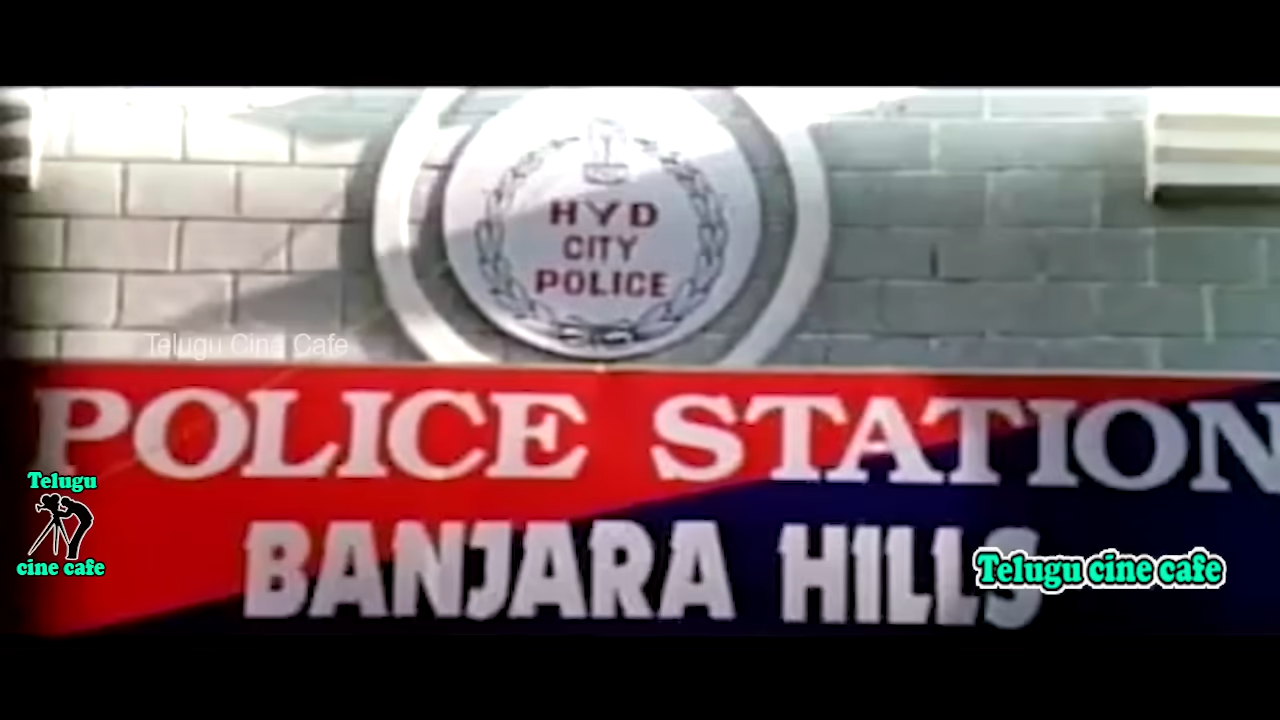 HYD
CITY
POLICE
Telugu Cine Cafe
POLICE STATION
BANJARA HILLS
Telugu
cine cafe
Telugu cine cafe